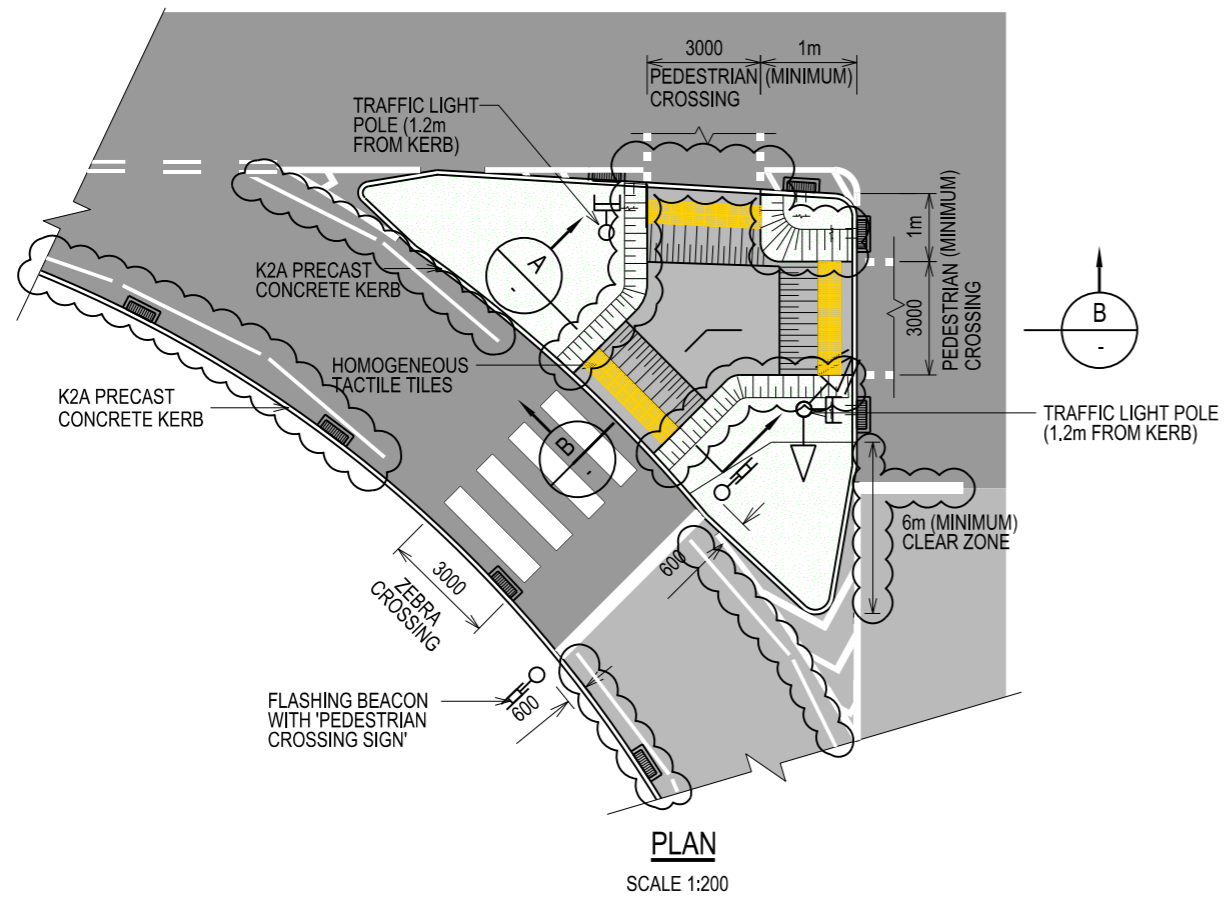 3000
1m
PEDESTRIAN
CROSSING
(MINIMUM)
TRAFFIC LIGHT
POLE (1.2m
FROM KERB)
1m
(MINIMUM)
3000
PEDESTRIAN
CROSSING
A
-
B
-
K2A PRECAST
CONCRETE KERB
HOMOGENEOUS
TACTILE TILES
K2A PRECAST
CONCRETE KERB
B
-
TRAFFIC LIGHT POLE
(1.2m FROM KERB)
6m (MINIMUM)
CLEAR ZONE
600
3000
ZEBRA
CROSSING
FLASHING BEACON
WITH 'PEDESTRIAN
CROSSING SIGN'
600
PLAN
SCALE 1:200